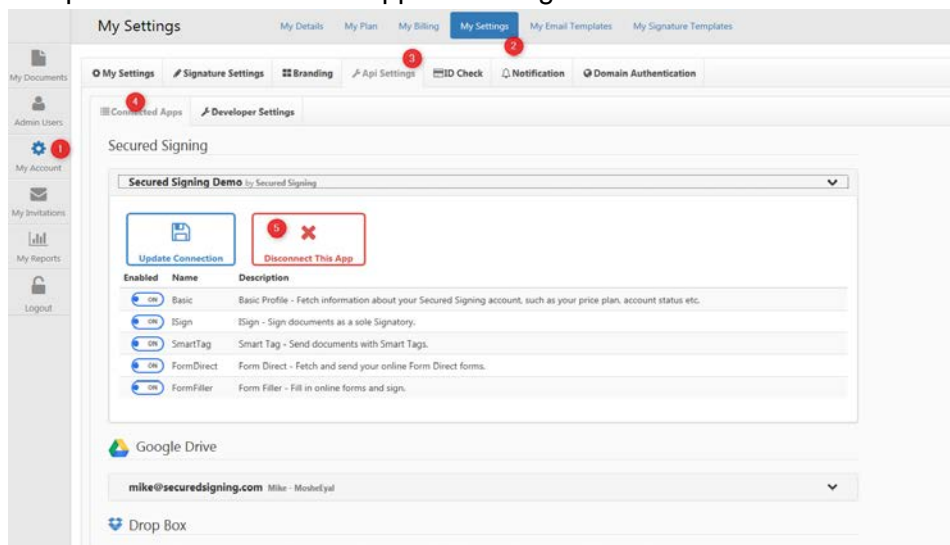 My Settings
My Details My Plan My Billing My Settings My Email Templates My Signature Templates
2
3
My Documents
My Settings Signature Settings Branding Api Settings ID Check Notification Domain Authentication
4
Connected Apps Developer Settings
Admin Users
1
My Account
Secured Signing
Secured Signing Demo by Secured Signing
My Invitations
5
Update Connection Disconnect This App
My Reports
Enabled Name Description
ON Basic Basic Profile - Fetch information about your Secured Signing account, such as your price plan, account status etc.
Logout
ON ISign ISign - Sign documents as a sole Signatory.
ON SmartTag Smart Tag - Send documents with Smart Tags.
ON FormDirect Form Direct - Fetch and send your online Form Direct forms.
ON FormFiller Form Filler - Fill in online forms and sign.
Google Drive
mike@securedsigning.com Mike - MosheEyal
Drop Box